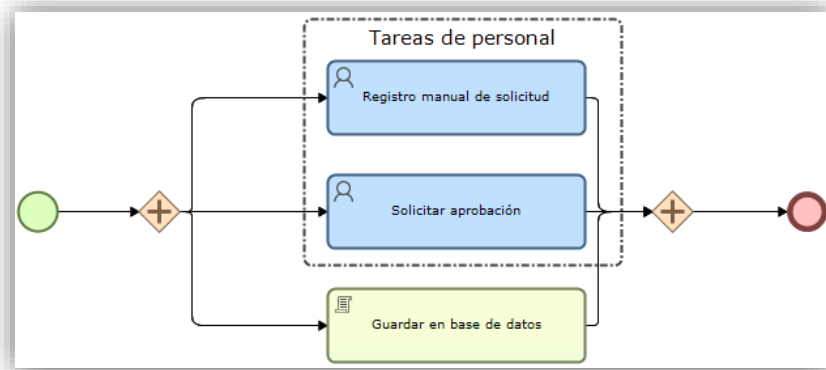 Tareas de personal
Registro manual de solicitud
Solicitar aprobación
Guardar en base de datos